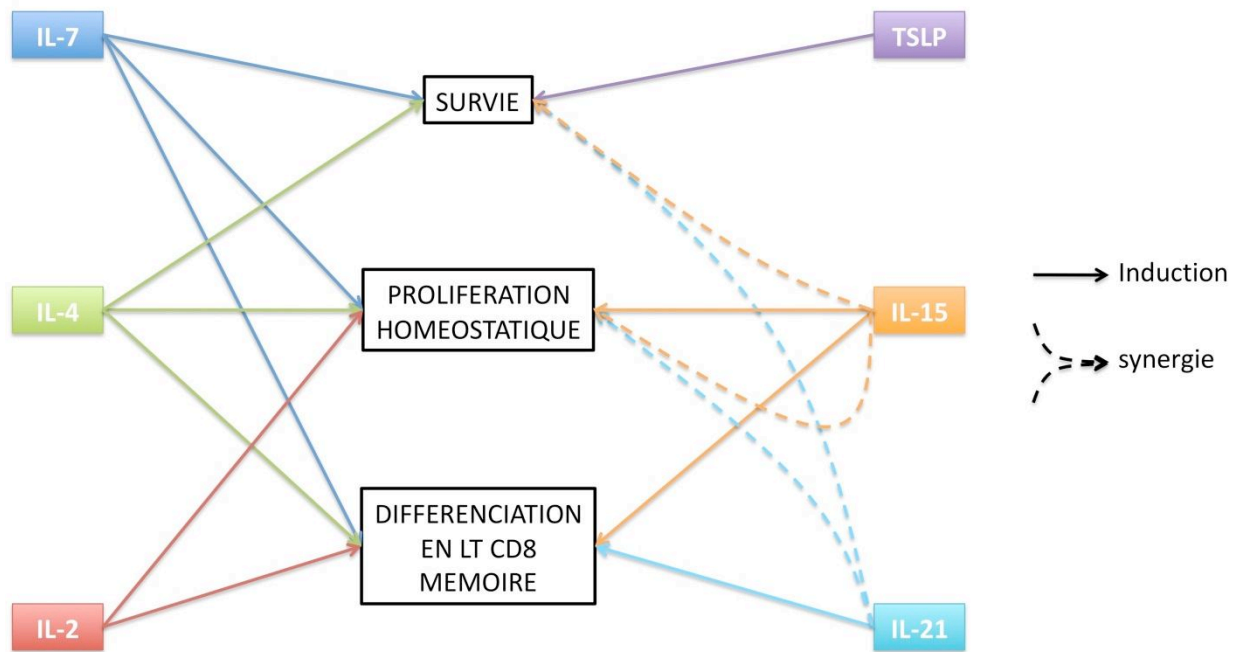 IL-7
TSLP
SURVIE
IL-4
PROLIFERATION
HOMEOSTATIQUE
IL-15
Induction
synergie
DIFFERENCIATION
EN LT CD8
MEMOIRE
IL-2
IL-21